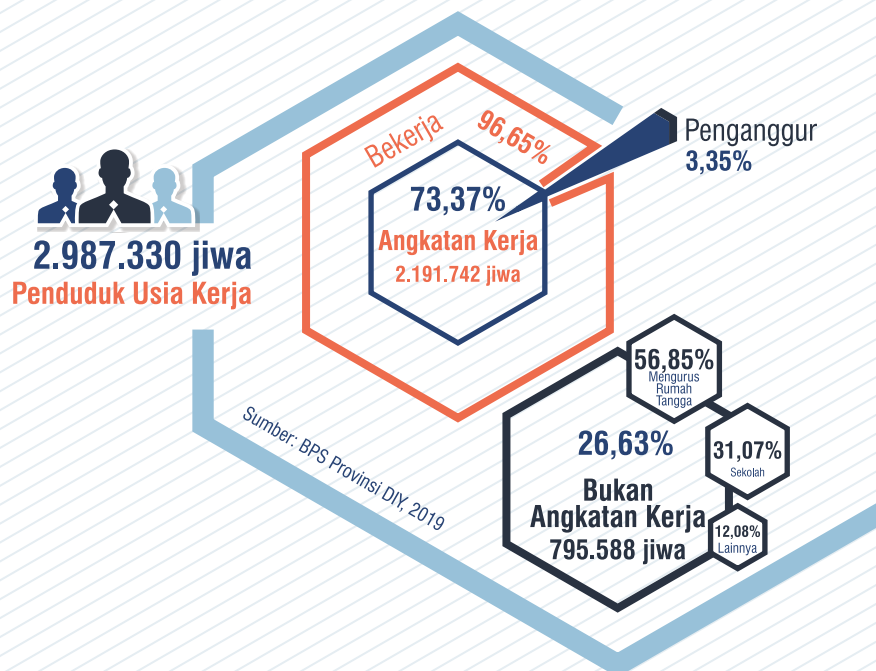 2.987.330 jiwa
Penduduk Usia Kerja
Bekerja
96,65%
Penganggur
3,35%
73,37%
Angkatan Kerja
2.191.742 jiwa
Sumber: BPS Provinsi DIY, 2019
26,63%
Bukan
Angkatan Kerja
795.588 jiwa
56,85%
Mengurus
Rumah
Tangga
31,07%
Sekolah
12,08%
Lainnya